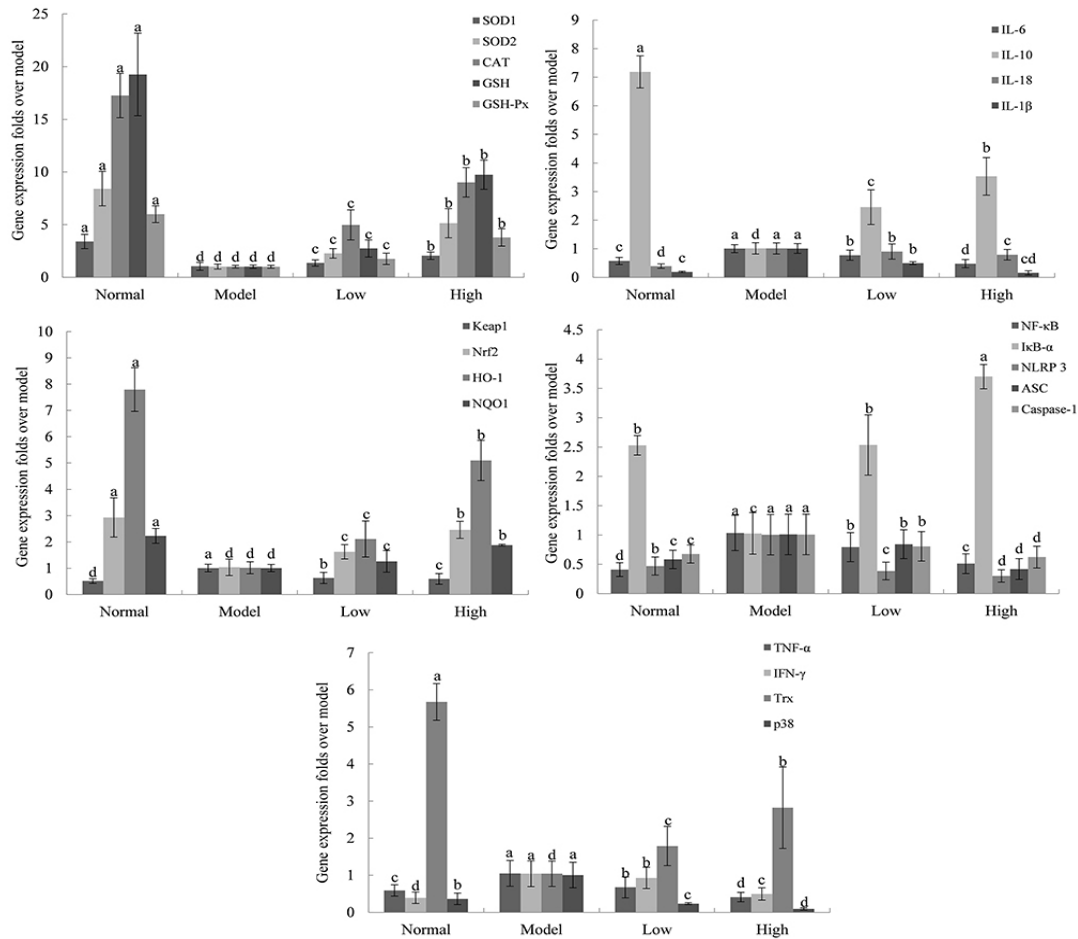 Gene expression folds over model
25
20
15
10
5
0
SOD1
SOD2
CAT
GSH
GSH-Px
a a a a a
d d d d d
c c c c c
b b b b b
Normal Model Low High
Gene expression folds over model
9
8
7
6
5
4
3
2
1
0
IL-6
IL-10
IL-18
IL-1β
c a d c
a d a a
b c b b
d b c cd
Normal Model Low High
Gene expression folds over model
10
9
8
7
6
5
4
3
2
1
0
Keap1
Nrf2
HO-1
NQO1
d a a a
a d d d
b c c c
c b b b
Normal Model Low High
Gene expression folds over model
4.5
4
3.5
3
2.5
2
1.5
1
0.5
0
NF-κB
IκB-α
NLRP 3
ASC
Caspase-1
d b b c c
a c a a a
b b c b b
c a d d d
Normal Model Low High
Gene expression folds over model
7
6
5
4
3
2
1
0
TNF-α
IFN-γ
Trx
p38
c d a b
a a d a
b b c c
d c b d
Normal Model Low High